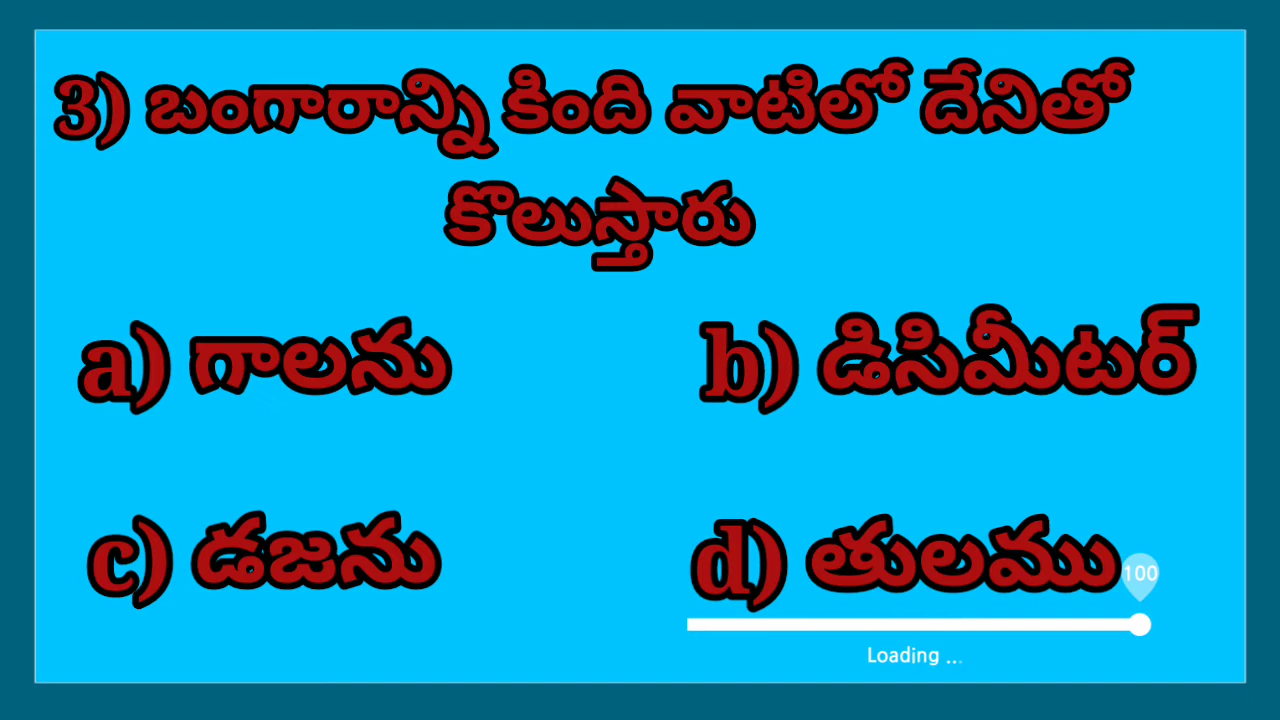 3) బంగారాన్ని కింది వాటిలో దేనితో
కొలుస్తారు
a) గాలను
b) డిసిమీటర్
c) డజను
d) తులము
100
Loading ...